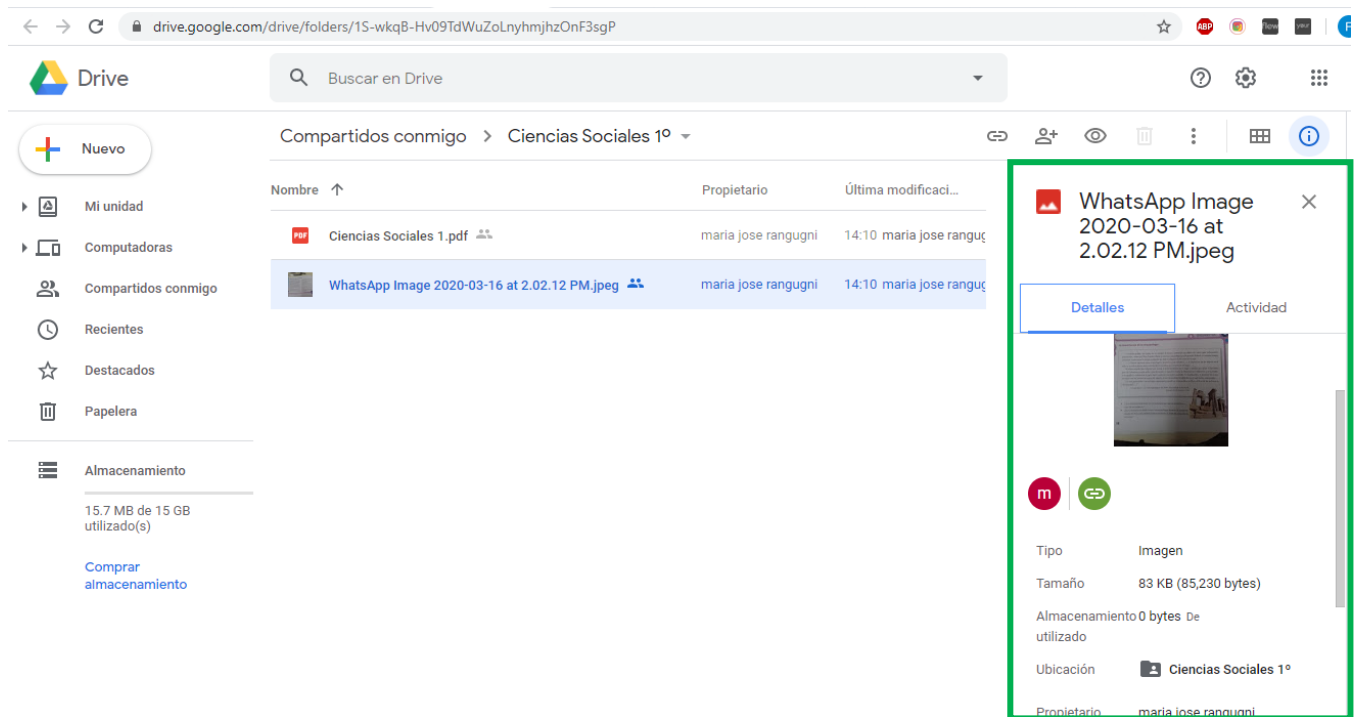 drive.google.com/drive/folders/1S-wkqB-Hv09TdWuZoLnyhmjhzOnF3sgP
ABP
Drive
Buscar en Drive
Nuevo
Mi unidad
Computadoras
Compartidos conmigo
Recientes
Destacados
Papelera
Almacenamiento
15.7 MB de 15 GB
utilizado(s)
Comprar
almacenamiento
Compartidos conmigo > Ciencias Sociales 1º
Nombre Propietario Última modificaci...
PDF Ciencias Sociales 1.pdf maria jose rangugni 14:10 maria jose rangug
WhatsApp Image 2020-03-16 at 2.02.12 PM.jpeg maria jose rangugni 14:10 maria jose rangug
WhatsApp Image
2020-03-16 at
2.02.12 PM.jpeg
Detalles Actividad
m
Tipo Imagen
Tamaño 83 KB (85,230 bytes)
Almacenamiento 0 bytes De
utilizado
Ubicación Ciencias Sociales 1º
Propietario maria jose rangugni